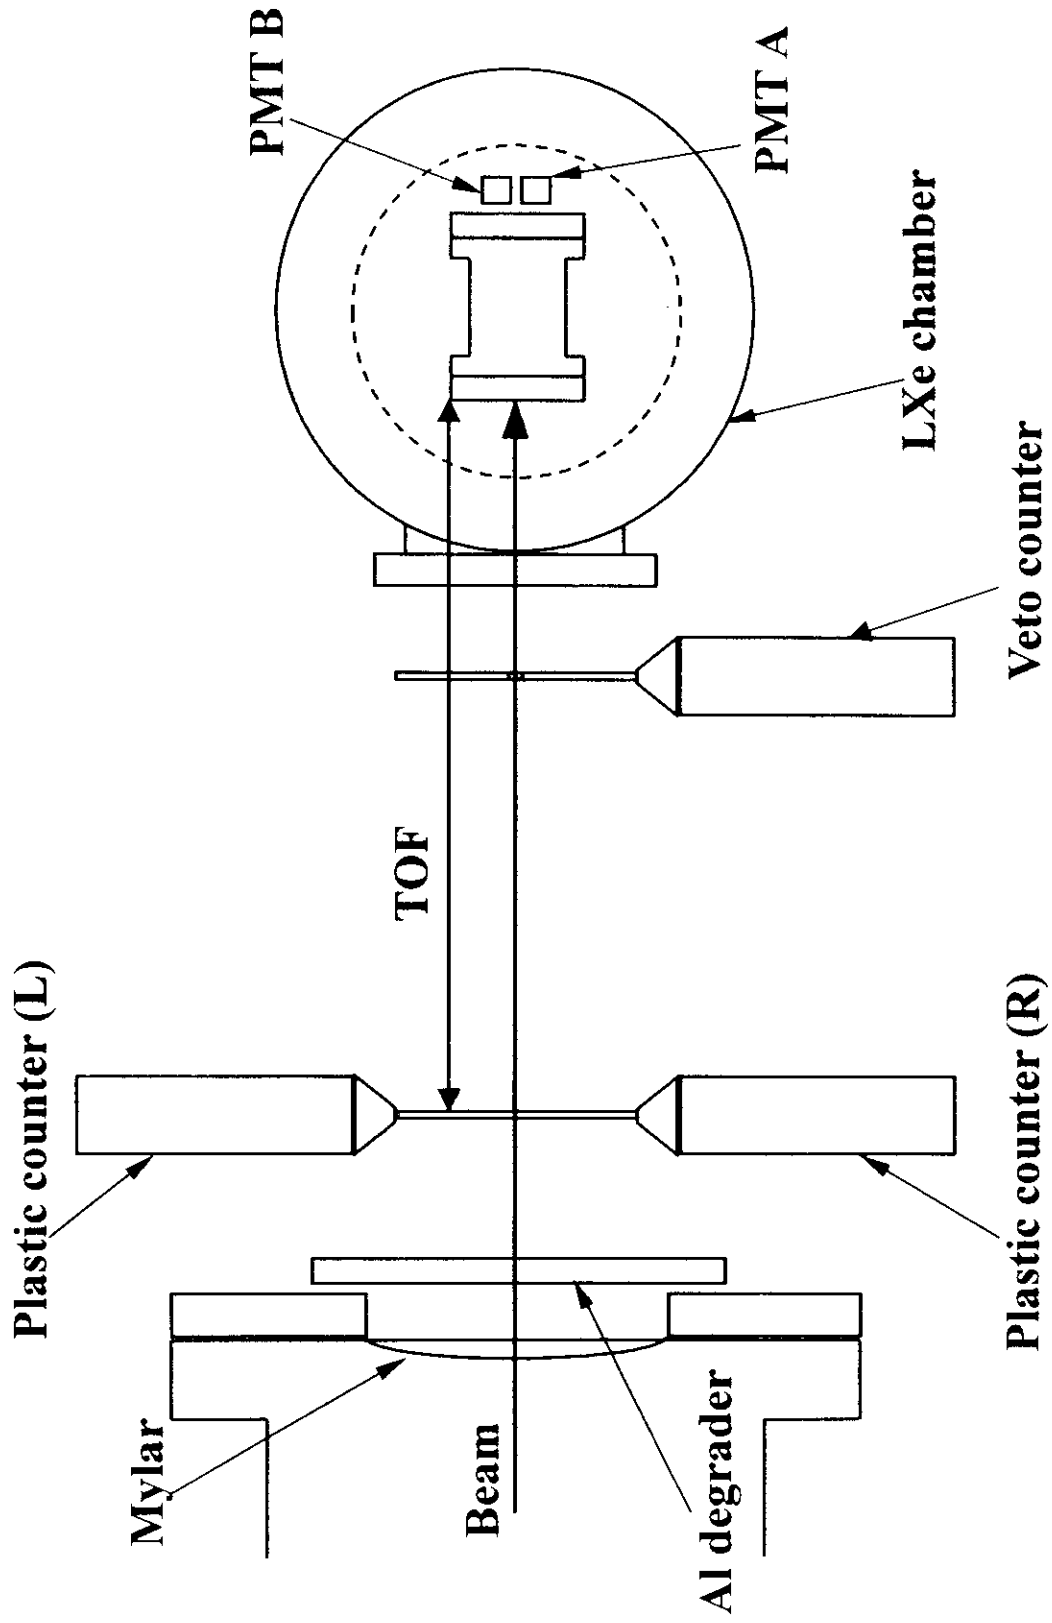 Plastic counter (L)
Mylar
Beam
TOF
PMT B
PMT A
LXe chamber
Veto counter
Al degrader
Plastic counter (R)